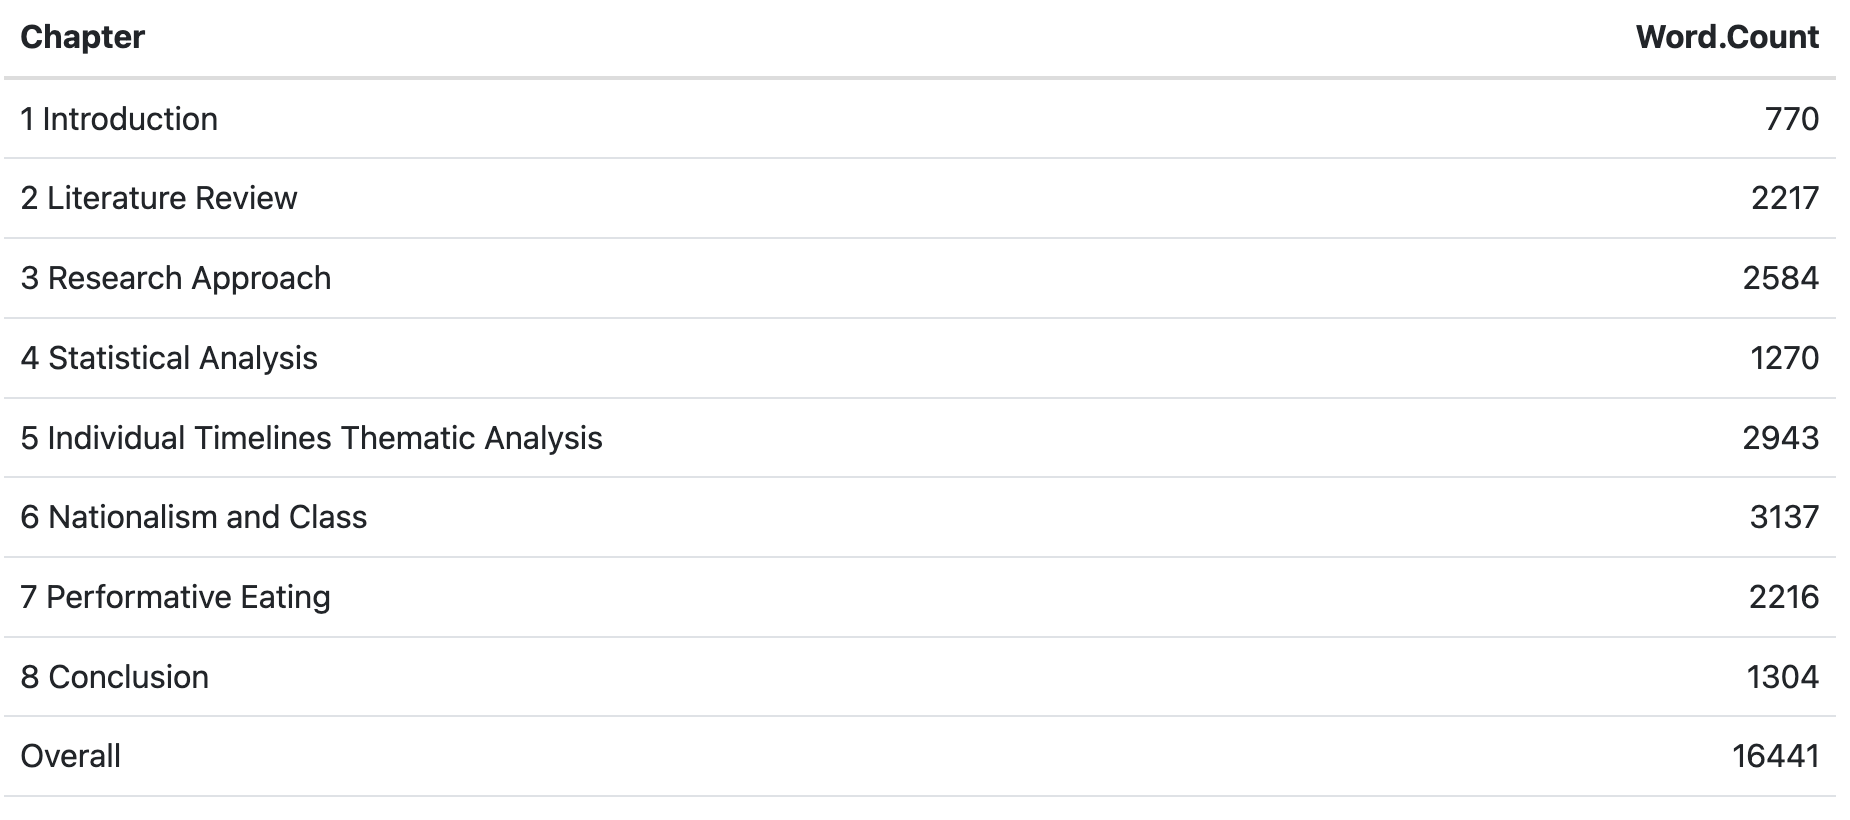 Chapter Word.Count
1 Introduction 770
2 Literature Review 2217
3 Research Approach 2584
4 Statistical Analysis 1270
5 Individual Timelines Thematic Analysis 2943
6 Nationalism and Class 3137
7 Performative Eating 2216
8 Conclusion 1304
Overall 16441